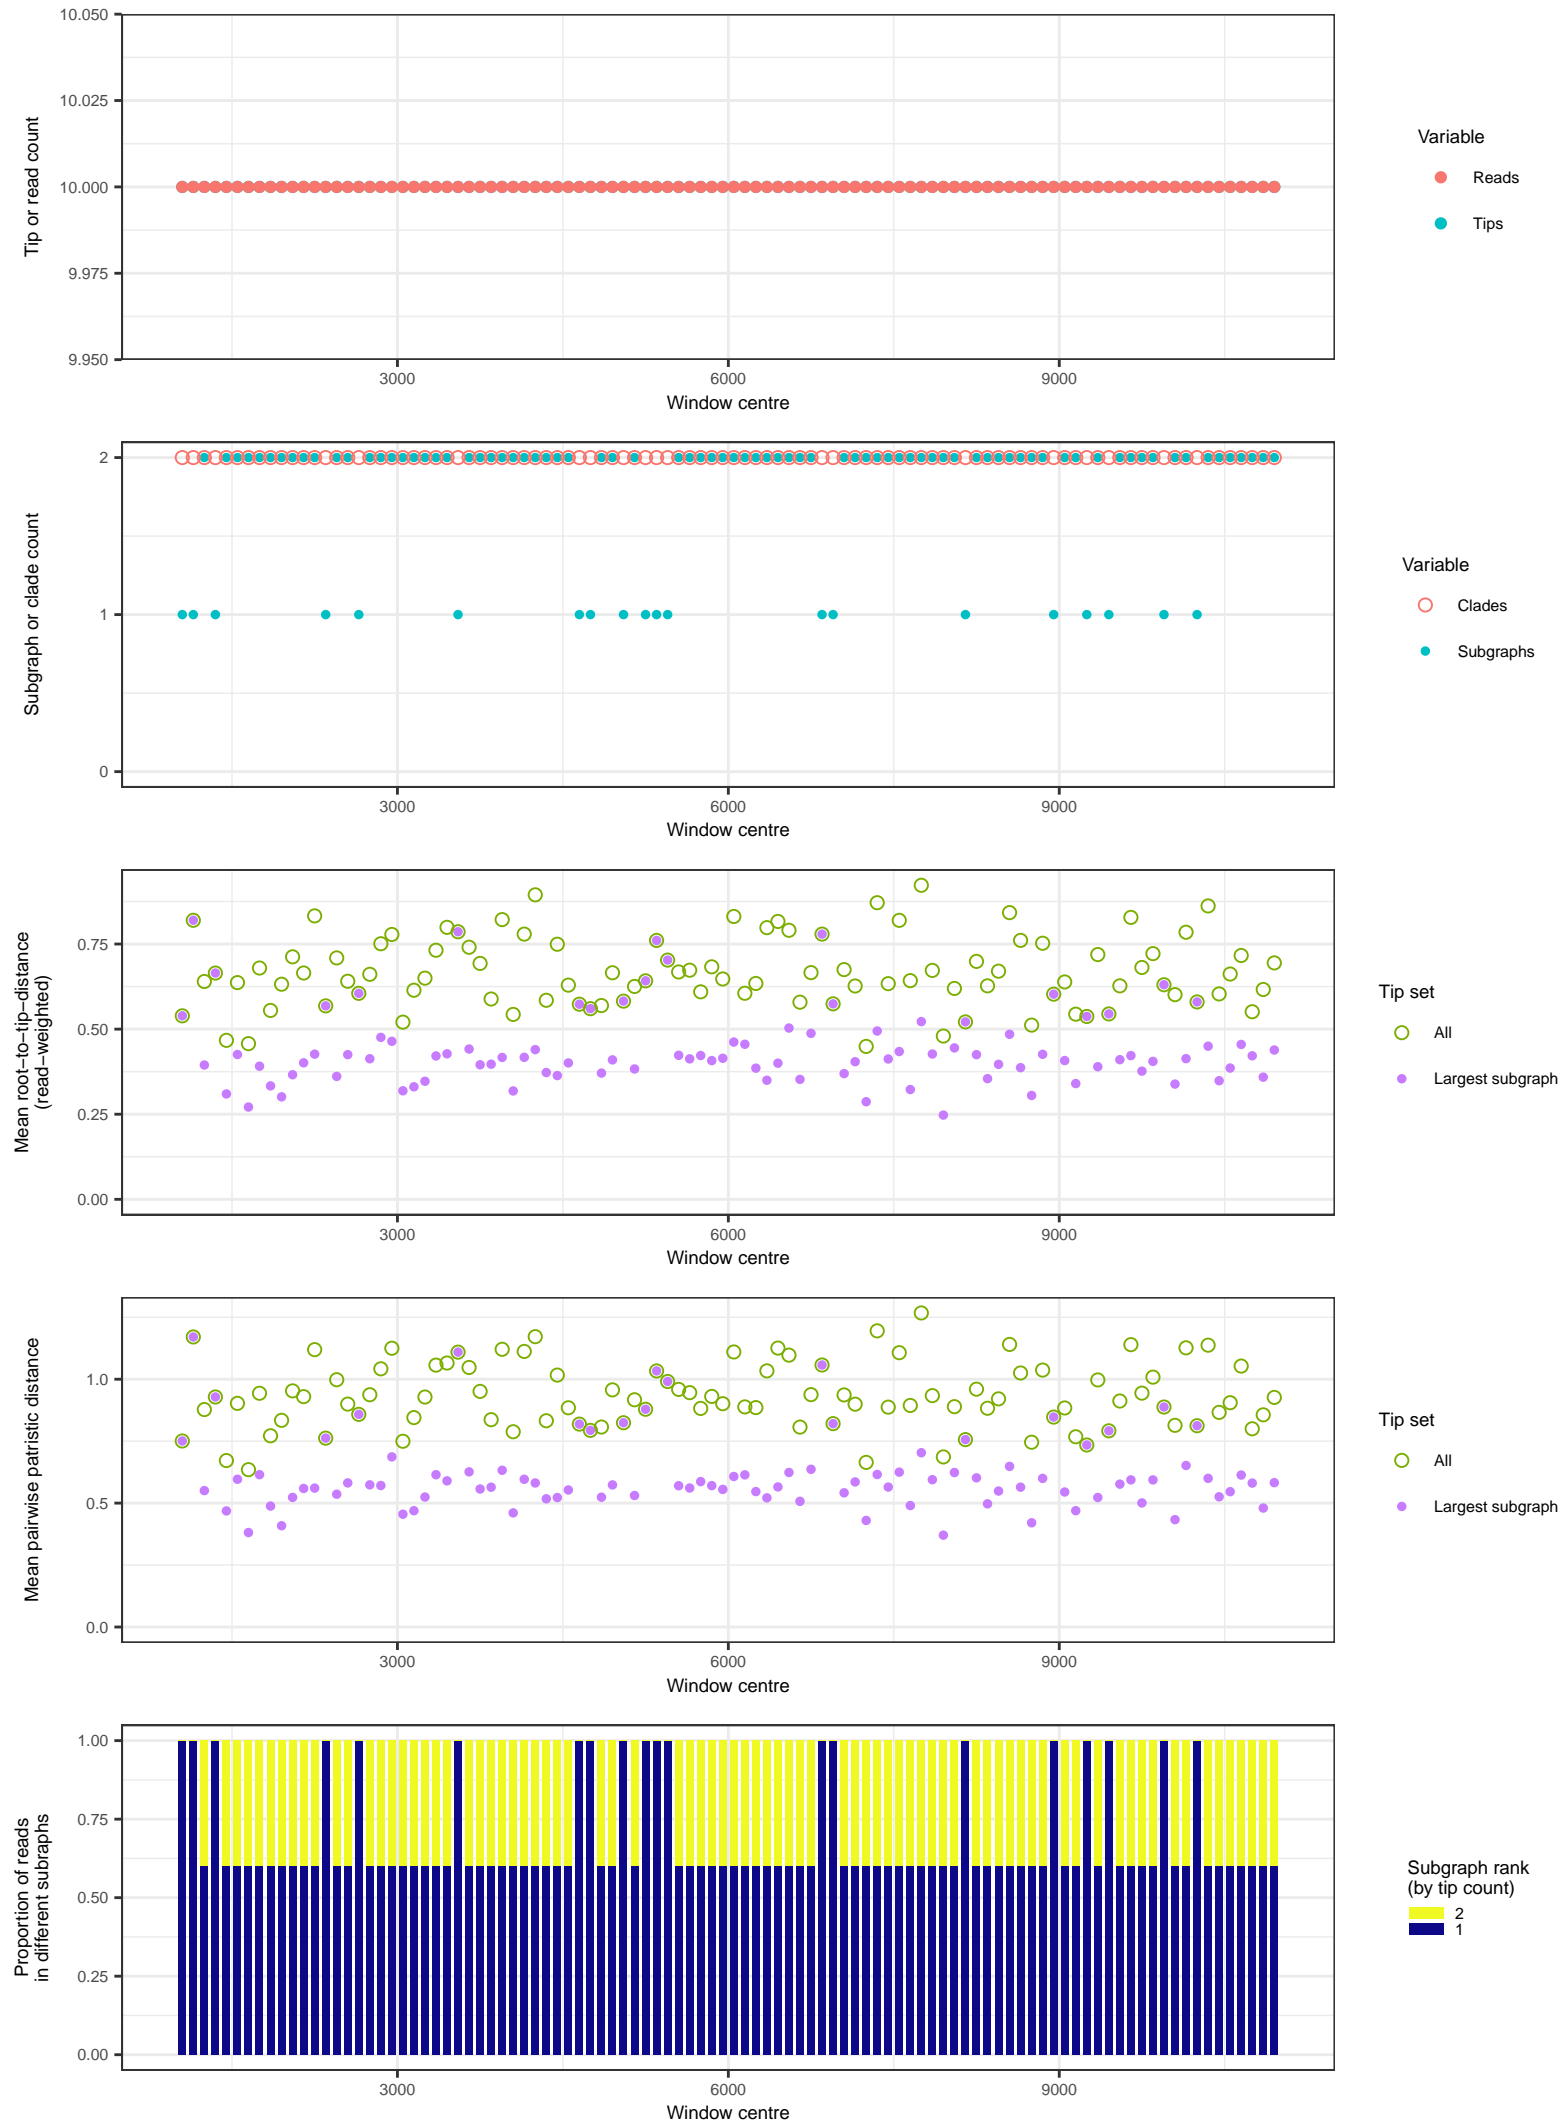 10.050
10.025
10.000
9.975
9.950
Tip or read count
3000
6000
9000
Window centre
Variable
Reads
Tips
2
1
0
Subgraph or clade count
3000
6000
9000
Window centre
Variable
Clades
Subgraphs
0.75
0.50
0.25
0.00
Mean root−to−tip−distance
(read−weighted)
3000
6000
9000
Window centre
Tip set
All
Largest subgraph
1.0
0.5
0.0
Mean pairwise patristic distance
3000
6000
9000
Window centre
Tip set
All
Largest subgraph
1.00
0.75
0.50
0.25
0.00
Proportion of reads
in different subraphs
3000
6000
9000
Window centre
Subgraph rank
(by tip count)
2
1